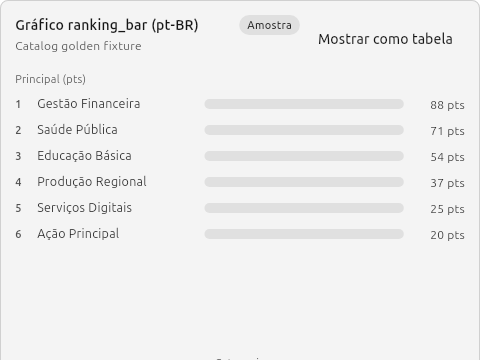 Gráfico ranking_bar (pt-BR)
Amostra
Mostrar como tabela
Catalog golden fixture
Principal (pts)
1 Gestão Financeira 88 pts
2 Saúde Pública 71 pts
3 Educação Básica 54 pts
4 Produção Regional 37 pts
5 Serviços Digitais 25 pts
6 Ação Principal 20 pts